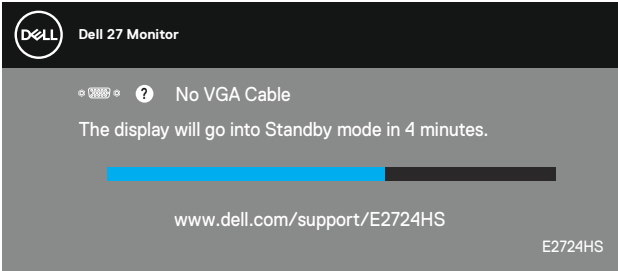 DELL
Dell 27 Monitor
? No VGA Cable
The display will go into Standby mode in 4 minutes.
www.dell.com/support/E2724HS
E2724HS